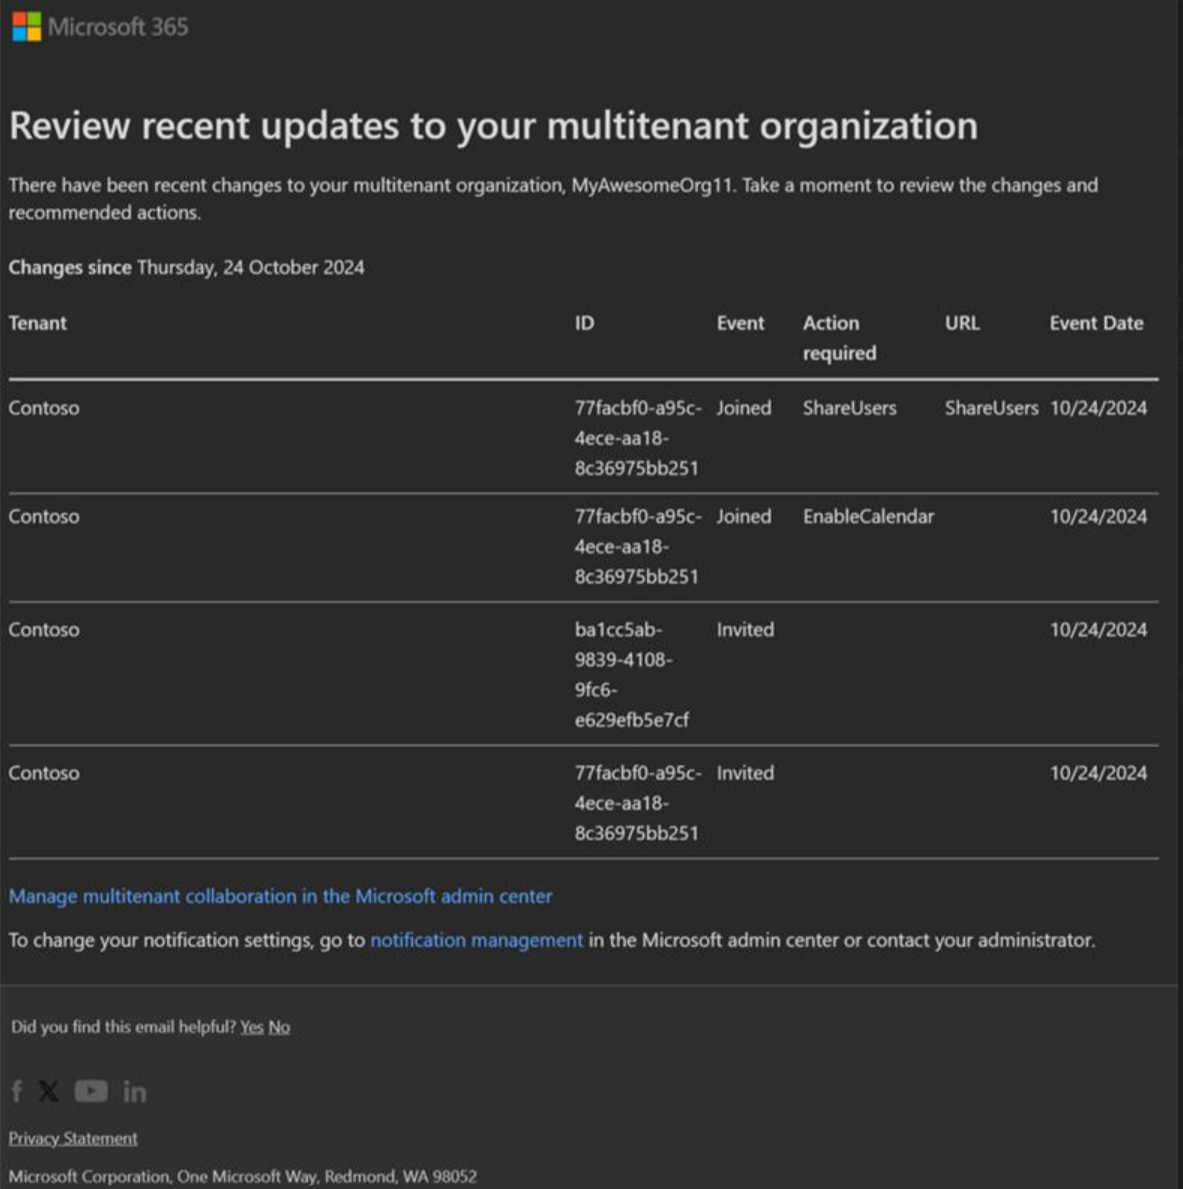 Microsoft 365
Review recent updates to your multitenant organization
There have been recent changes to your multitenant organization, MyAwesomeOrg11. Take a moment to review the changes and
recommended actions.
Changes since Thursday, 24 October 2024
Tenant ID Event Action URL Event Date
required
Contoso 77facbf0-a95c- Joined ShareUsers ShareUsers 10/24/2024
4ece-aa18-
8c36975bb251
Contoso 77facbf0-a95c- Joined EnableCalendar 10/24/2024
4ece-aa18-
8c36975bb251
Contoso ba1cc5ab- Invited 10/24/2024
9839-4108-
9fc6-
e629efb5e7cf
Contoso 77facbf0-a95c- Invited 10/24/2024
4ece-aa18-
8c36975bb251
Manage multitenant collaboration in the Microsoft admin center
To change your notification settings, go to notification management in the Microsoft admin center or contact your administrator.
Did you find this email helpful? Yes No
Privacy Statement
Microsoft Corporation, One Microsoft Way, Redmond, WA 98052